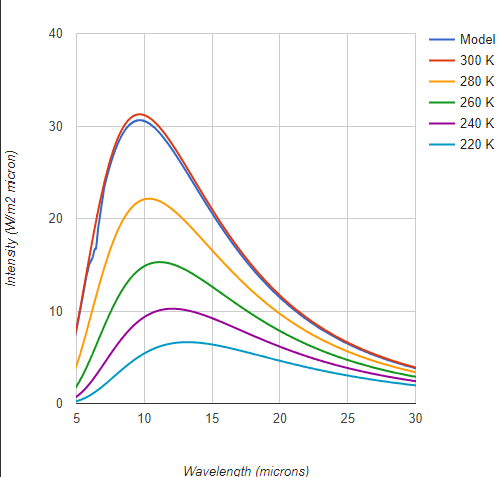 40
30
20
10
0
5
10
15
20
25
30
Intensity (W/m2 micron)
Wavelength (microns)
Model
300 K
280 K
260 K
240 K
220 K